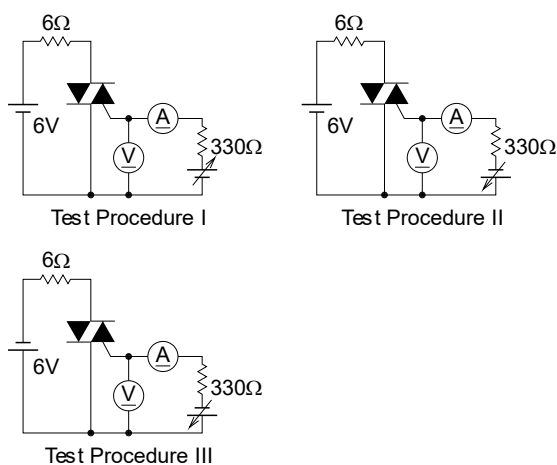 6Ω
6V
A
V
330Ω
Test Procedure I
6Ω
6V
A
V
330Ω
Test Procedure II
6Ω
6V
A
V
330Ω
Test Procedure III